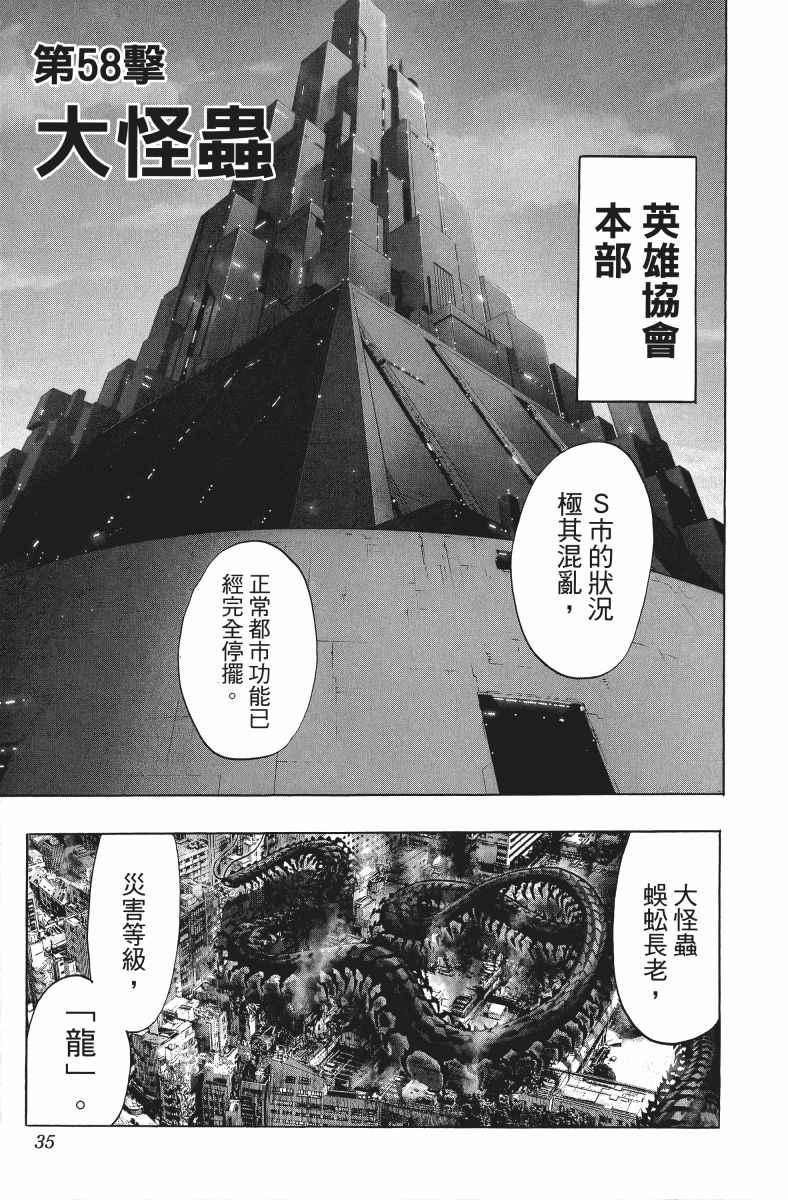 第58擊
大怪蟲
英雄協會
本部
S市的狀況
極其混亂，
正常都市功能已
經完全停擺。
大怪蟲
蜈蚣長老，
災害等級，
「龍」。
35